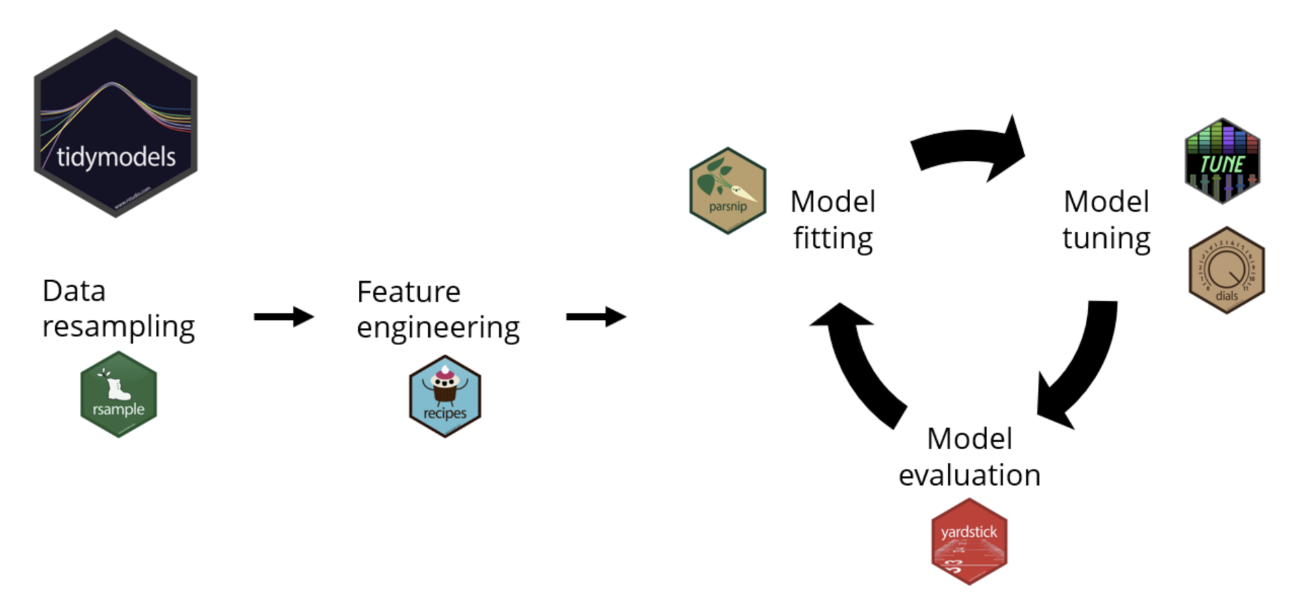 tidymodels
www.rstudio.com
Data
resampling
rsample
Feature
engineering
recipes
parsnip
Model
fitting
Model
tuning
TUNE
dials
Model
evaluation
yardstick